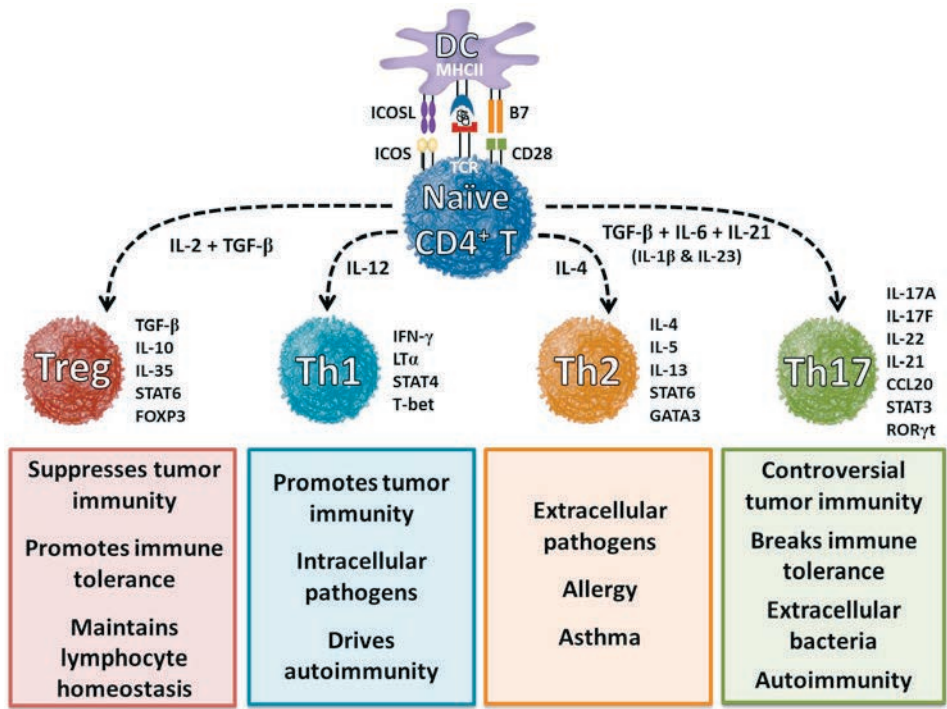 DC
MHCII
ICOSL
B7
ICOS
CD28
TCR
Naïve
CD4⁺ T
IL-2 + TGF-β
IL-12
IL-4
TGF-β + IL-6 + IL-21
(IL-1β & IL-23)
Treg
TGF-β
IL-10
IL-35
STAT6
FOXP3
Th1
IFN-γ
LTα
STAT4
T-bet
Th2
IL-4
IL-5
IL-13
STAT6
GATA3
Th17
IL-17A
IL-17F
IL-22
IL-21
CCL20
STAT3
RORγt
Suppresses tumor
immunity
Promotes immune
tolerance
Maintains
lymphocyte
homeostasis
Promotes tumor
immunity
Intracellular
pathogens
Drives
autoimmunity
Extracellular
pathogens
Allergy
Asthma
Controversial
tumor immunity
Breaks immune
tolerance
Extracellular
bacteria
Autoimmunity